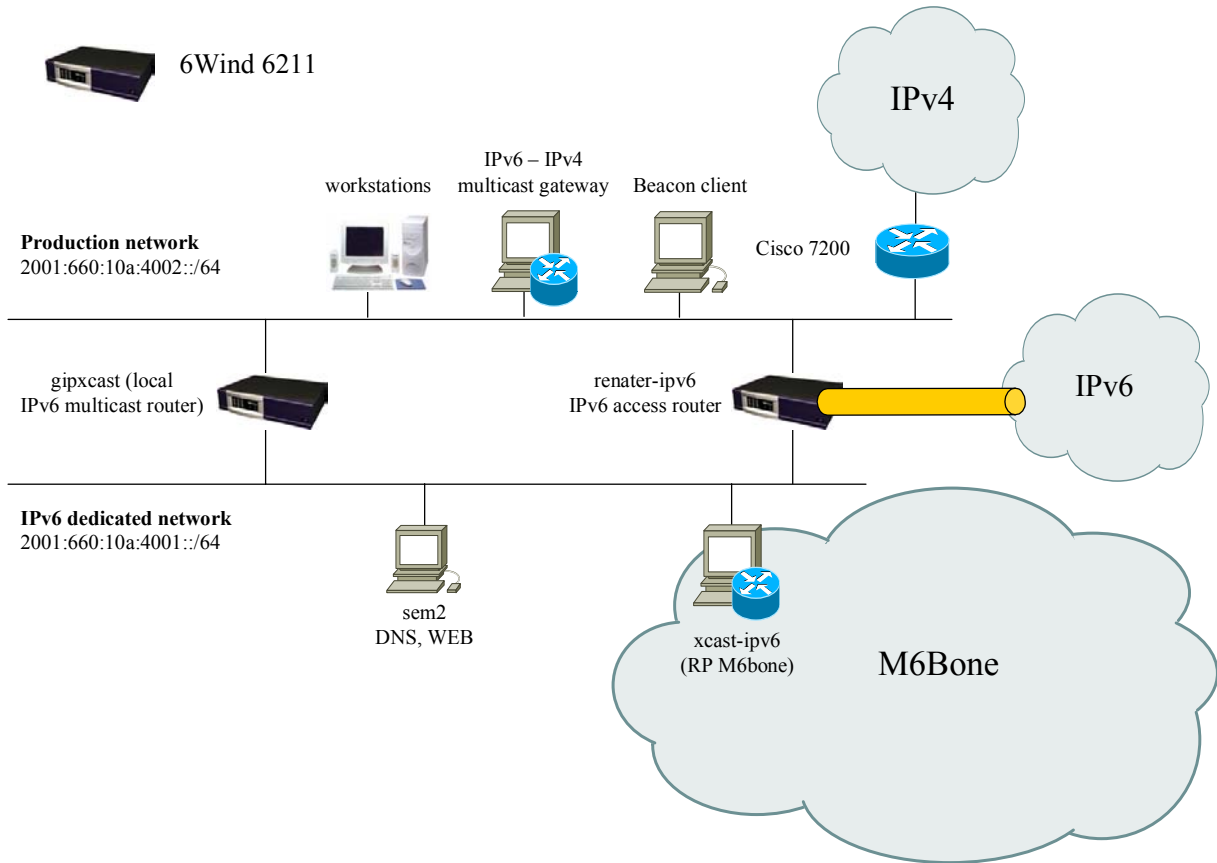 6Wind 6211
IPv4
IPv6 – IPv4
multicast gateway
workstations
Beacon client
Production network
2001:660:10a:4002::/64
Cisco 7200
gipxcast (local
IPv6 multicast router)
renater-ipv6
IPv6 access router
IPv6
IPv6 dedicated network
2001:660:10a:4001::/64
sem2
DNS, WEB
xcast-ipv6
(RP M6bone)
M6Bone